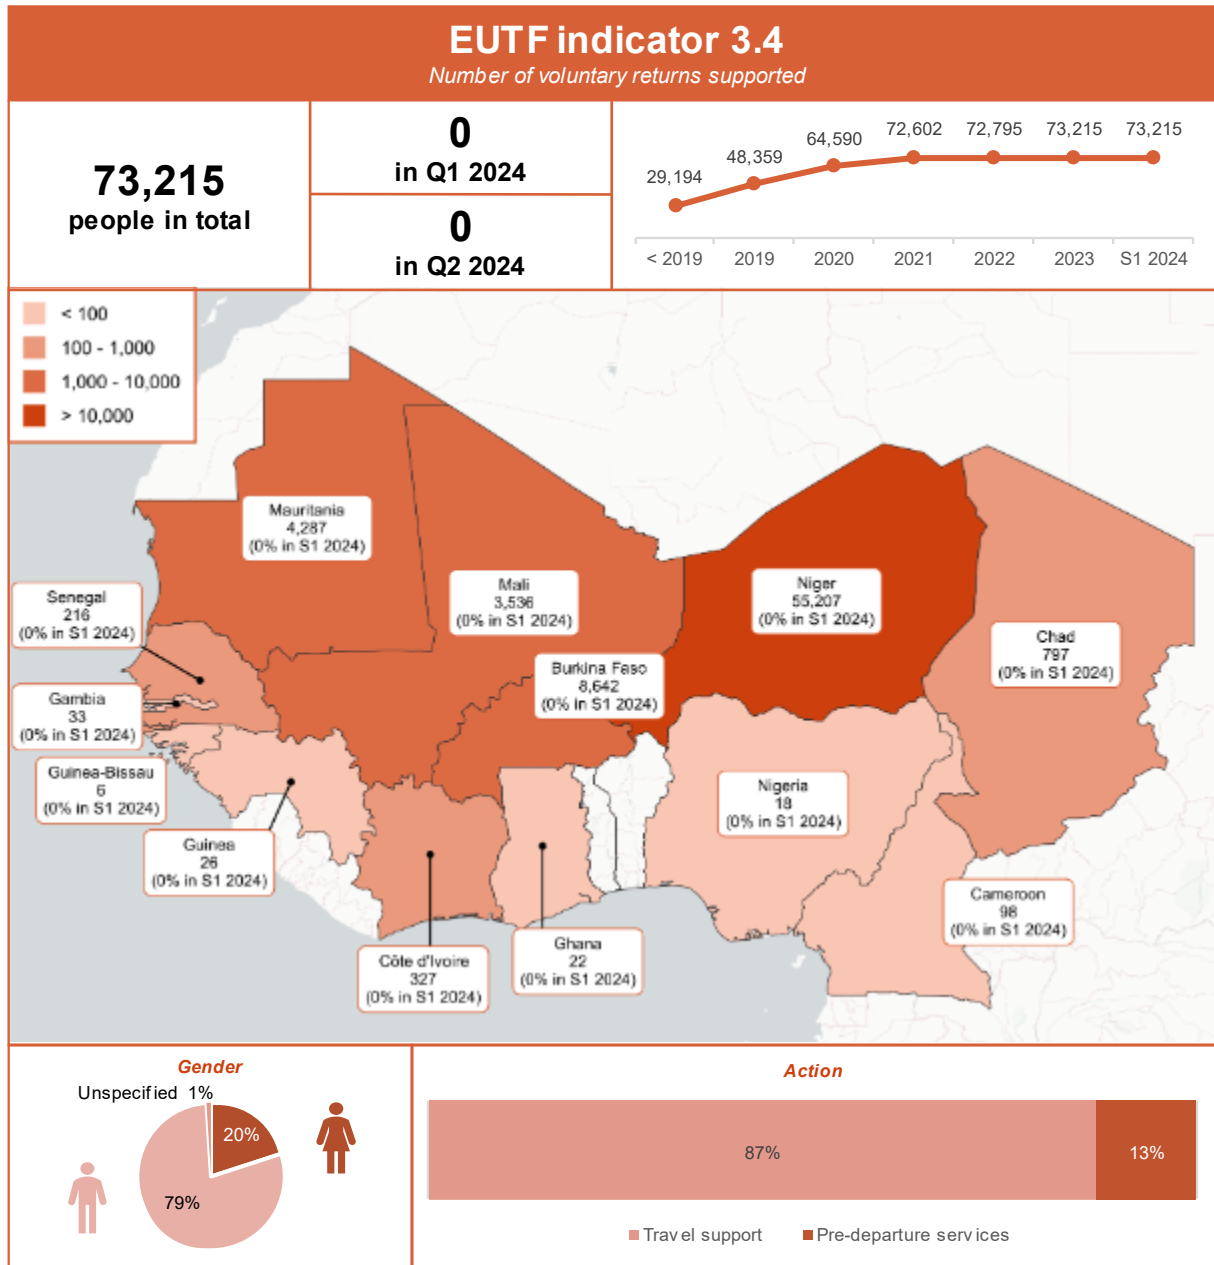 EUTF indicator 3.4
Number of voluntary returns supported
73,215
people in total
0
in Q1 2024
0
in Q2 2024
29,194
48,359
64,590
72,602
72,795
73,215
73,215
< 2019
2019
2020
2021
2022
2023
S1 2024
< 100
100 - 1,000
1,000 - 10,000
> 10,000
Mauritania
4,287
(0% in S1 2024)
Mali
3,536
(0% in S1 2024)
Niger
55,207
(0% in S1 2024)
Senegal
216
(0% in S1 2024)
Chad
797
(0% in S1 2024)
Burkina Faso
8,642
(0% in S1 2024)
Gambia
33
(0% in S1 2024)
Guinea-Bissau
6
(0% in S1 2024)
Nigeria
18
(0% in S1 2024)
Guinea
26
(0% in S1 2024)
Cameroon
98
(0% in S1 2024)
Ghana
22
(0% in S1 2024)
Côte d'Ivoire
327
(0% in S1 2024)
Gender
Unspecified 1%
20%
79%
Action
87%
13%
Travel support
Pre-departure services